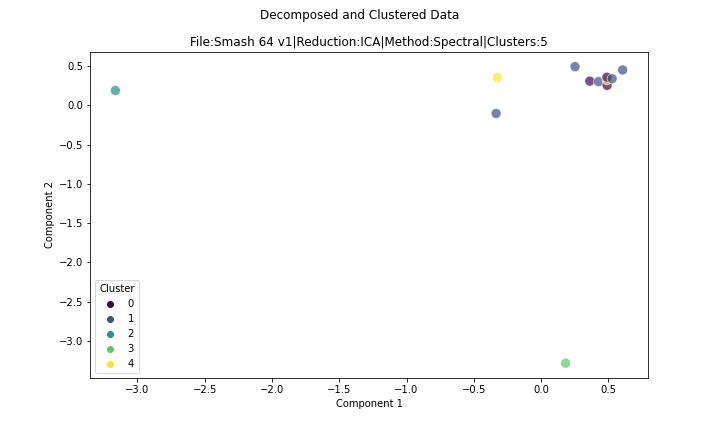 Decomposed and Clustered Data
File:Smash 64 v1|Reduction:ICA|Method:Spectral|Clusters:5
0.5
0.0
−0.5
−1.0
−1.5
−2.0
−2.5
−3.0
Component 2
Cluster
0
1
2
3
4
−3.0 −2.5 −2.0 −1.5 −1.0 −0.5 0.0 0.5
Component 1